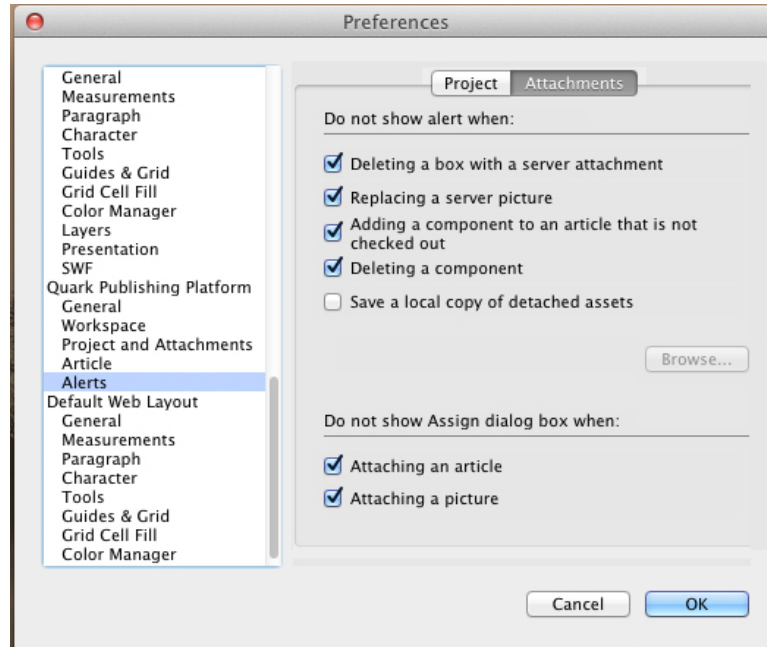 Preferences
General
Measurements
Paragraph
Character
Tools
Guides & Grid
Grid Cell Fill
Color Manager
Layers
Presentation
SWF
Quark Publishing Platform
General
Workspace
Project and Attachments
Article
Alerts
Default Web Layout
General
Measurements
Paragraph
Character
Tools
Guides & Grid
Grid Cell Fill
Color Manager
Project Attachments
Do not show alert when:
Deleting a box with a server attachment
Replacing a server picture
Adding a component to an article that is not
checked out
Deleting a component
Save a local copy of detached assets
Browse...
Do not show Assign dialog box when:
Attaching an article
Attaching a picture
Cancel OK